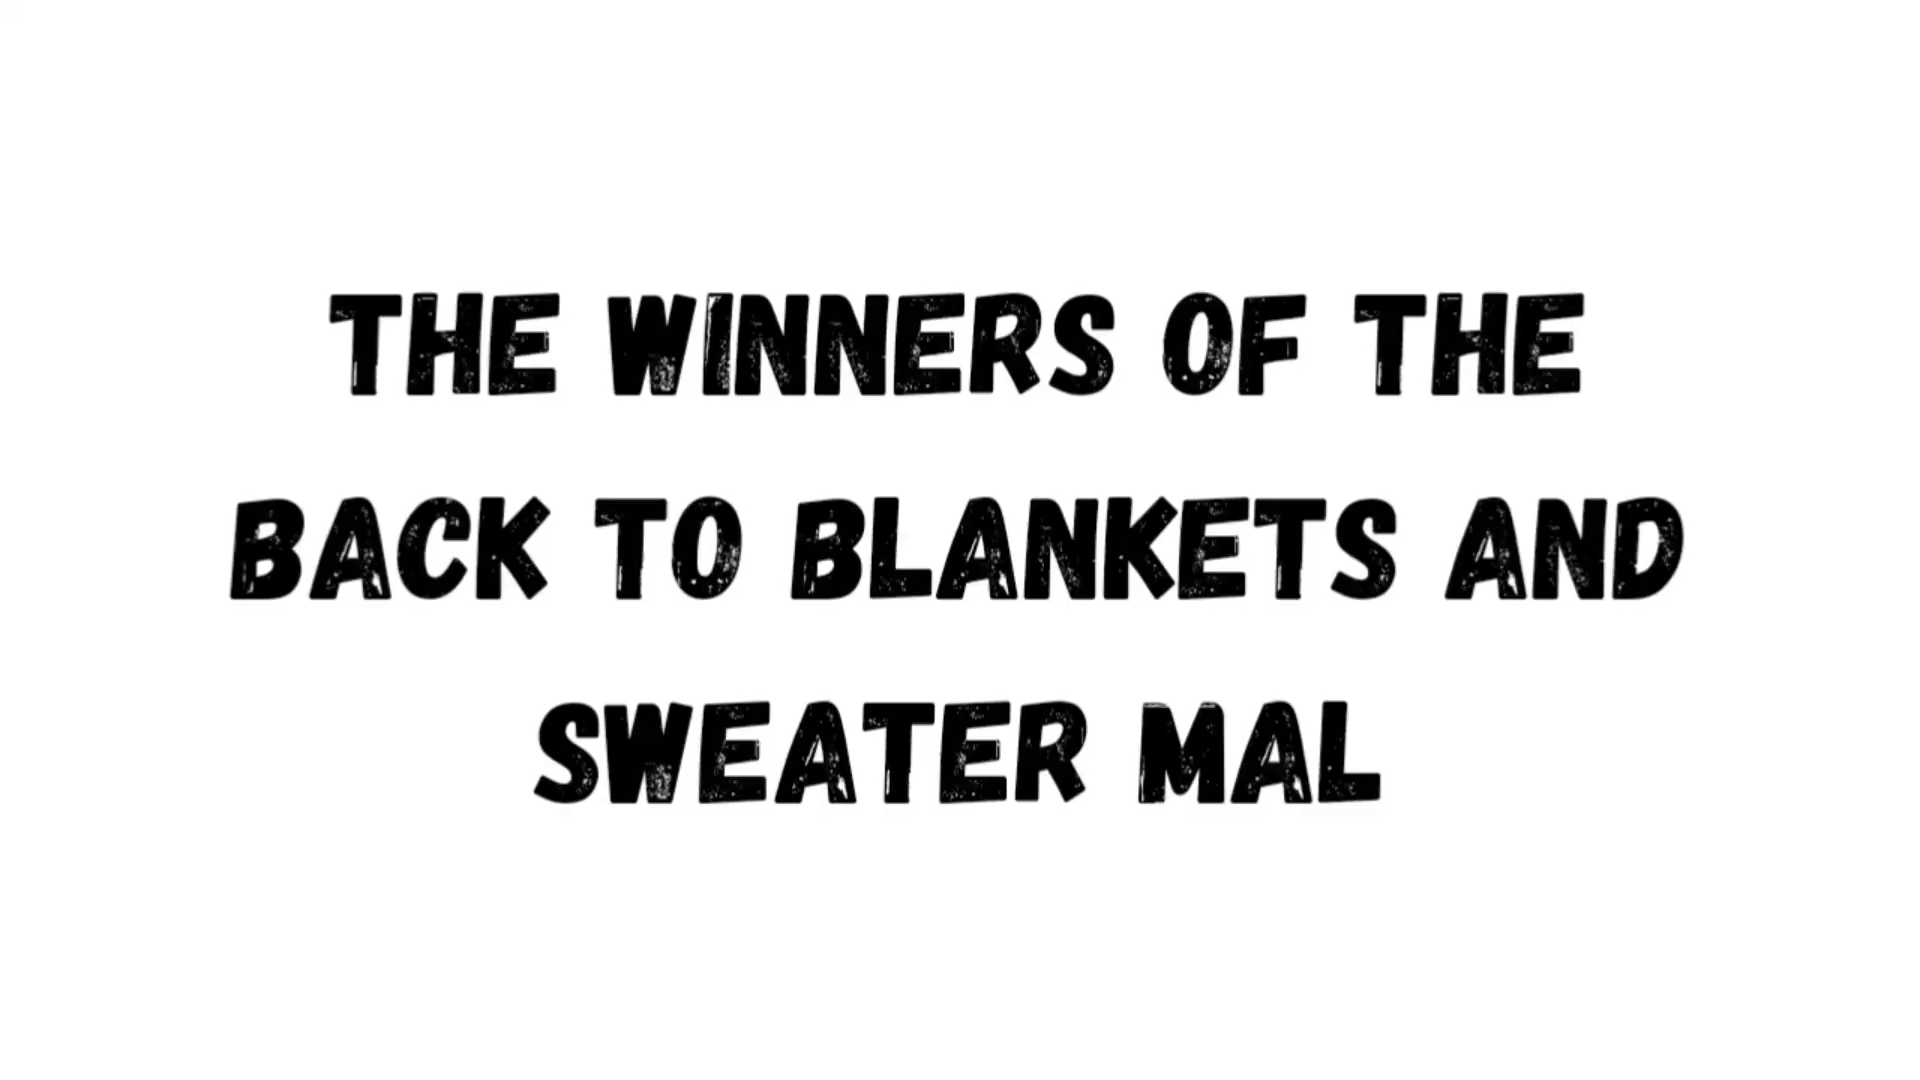 THE WINNERS OF THE
BACK TO BLANKETS AND
SWEATER MAL